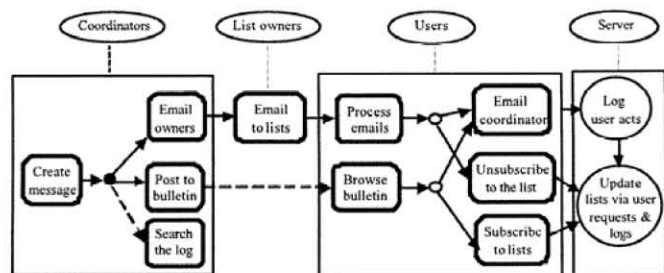 Coordinators
List owners
Users
Server
Create
message
Email
owners
Post to
bulletin
Search
the log
Email
to lists
Process
emails
Browse
bulletin
Email
coordinator
Unsubscribe
to the list
Subscribe
to lists
Log
user acts
Update
lists via user
requests &
logs